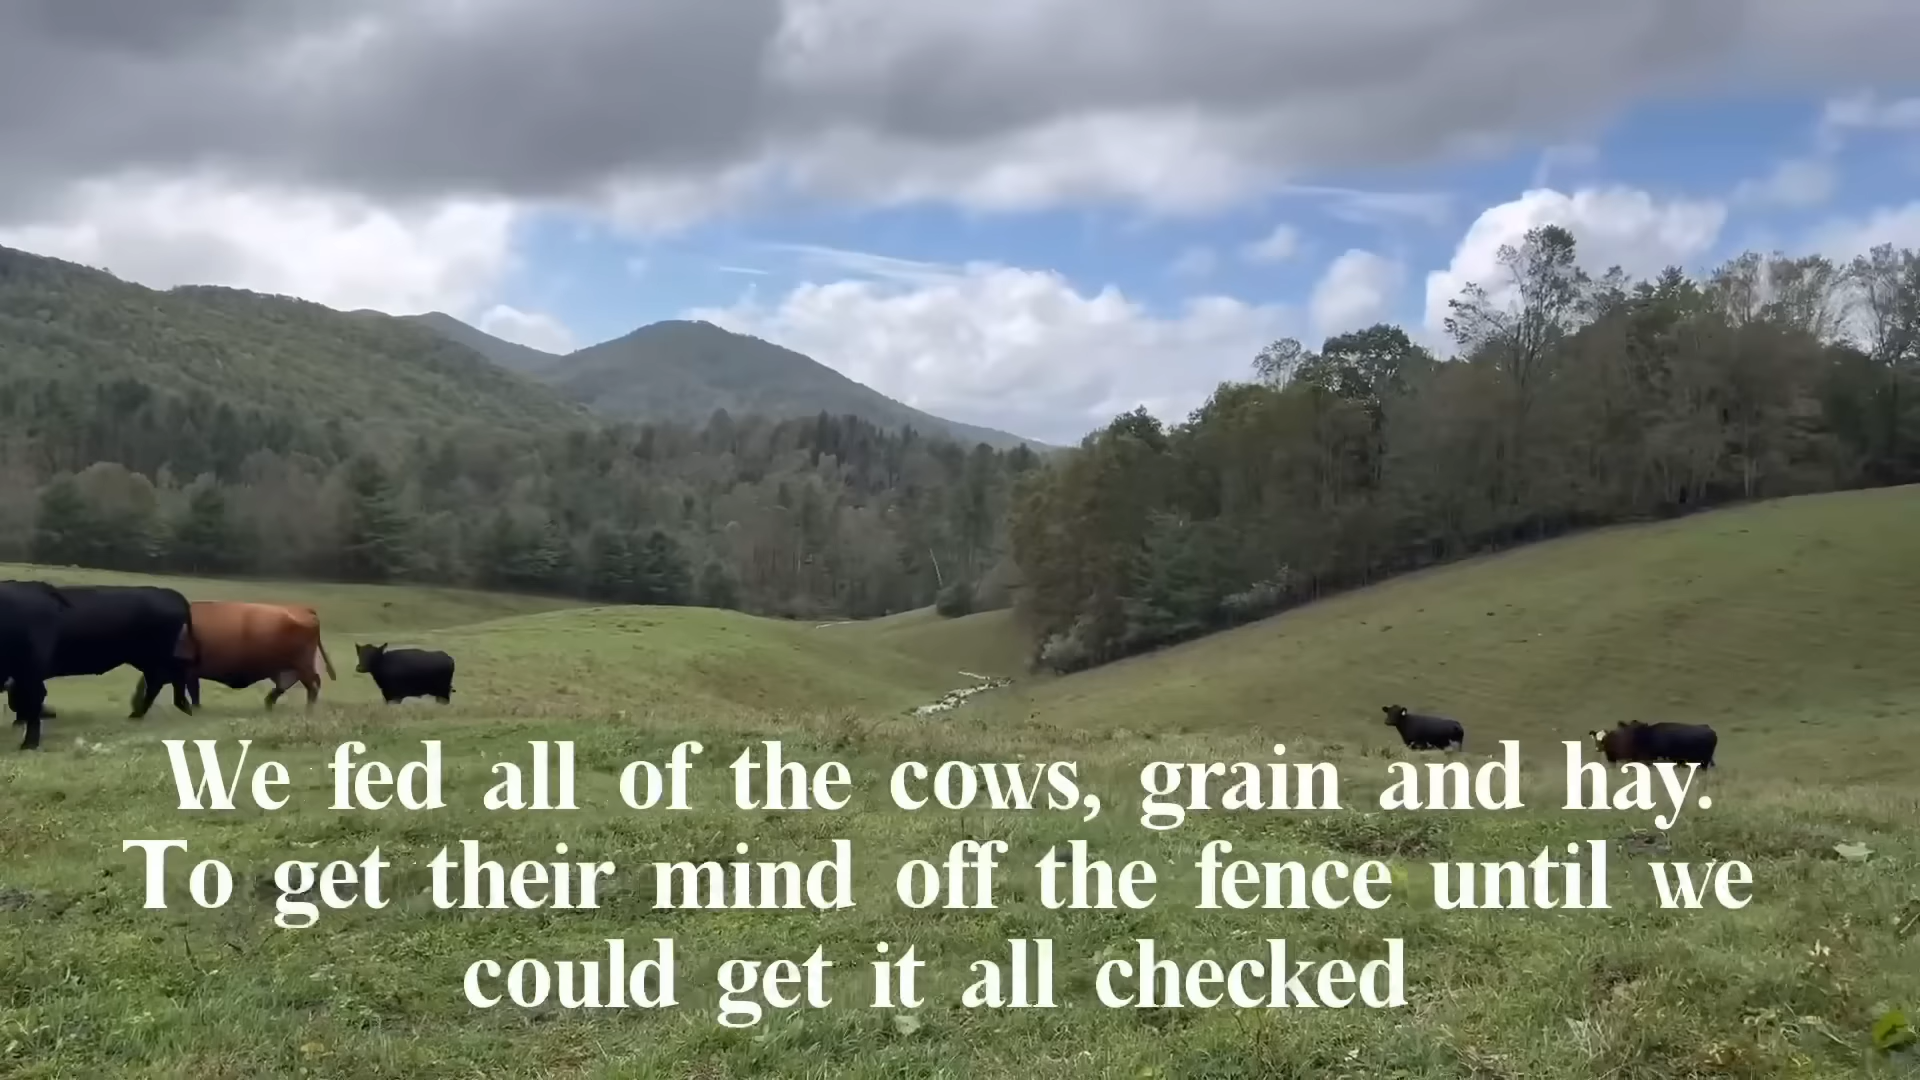 We fed all of the cows, grain and hay.
To get their mind off the fence until we
could get it all checked